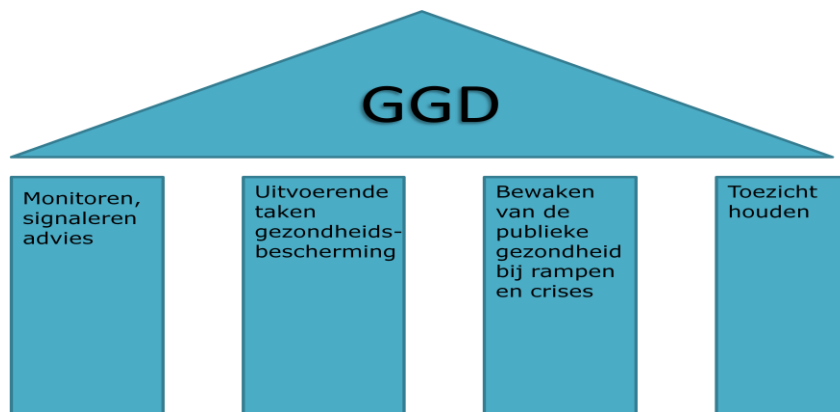 GGD
Monitoren,
signaleren
advies
Uitvoerende
taken
gezondheids-
bescherming
Bewaken
van de
publieke
gezondheid
bij rampen
en crises
Toezicht
houden